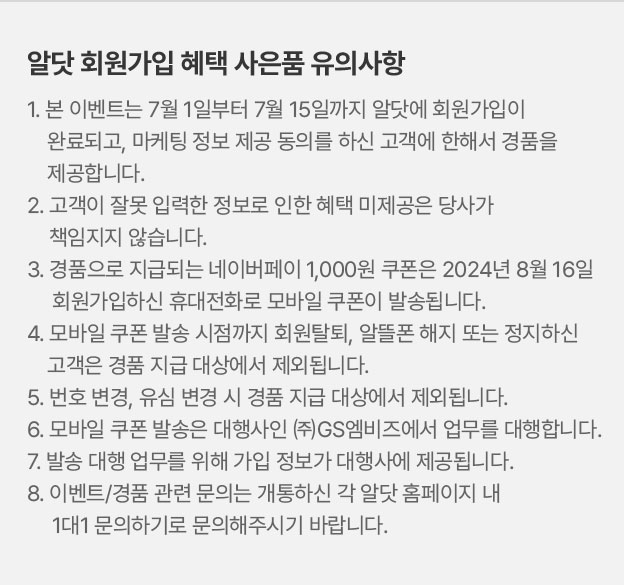 알닷 회원가입 혜택 사은품 유의사항
1. 본 이벤트는 7월 1일부터 7월 15일까지 알닷에 회원가입이
완료되고, 마케팅 정보 제공 동의를 하신 고객에 한해서 경품을
제공합니다.
2. 고객이 잘못 입력한 정보로 인한 혜택 미제공은 당사가
책임지지 않습니다.
3. 경품으로 지급되는 네이버페이 1,000원 쿠폰은 2024년 8월 16일
회원가입하신 휴대전화로 모바일 쿠폰이 발송됩니다.
4. 모바일 쿠폰 발송 시점까지 회원탈퇴, 알뜰폰 해지 또는 정지하신
고객은 경품 지급 대상에서 제외됩니다.
5. 번호 변경, 유심 변경 시 경품 지급 대상에서 제외됩니다.
6. 모바일 쿠폰 발송은 대행사인 ㈜GS엠비즈에서 업무를 대행합니다.
7. 발송 대행 업무를 위해 가입 정보가 대행사에 제공됩니다.
8. 이벤트/경품 관련 문의는 개통하신 각 알닷 홈페이지 내
1대1 문의하기로 문의해주시기 바랍니다.